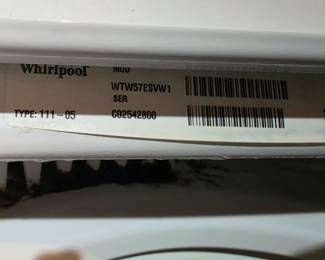 Whirlpool MOD
WTW57ESVW1
SER
TYPE: 111-05 C02542800